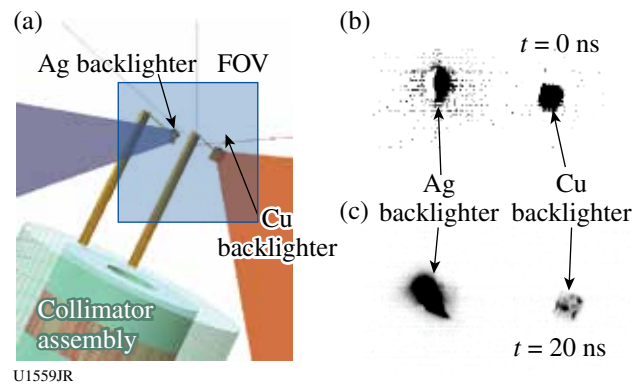 (a)
Ag backlighter
FOV
Cu
backlighter
Collimator
assembly
U1559JR
(b)
t = 0 ns
Ag
backlighter
Cu
backlighter
(c)
t = 20 ns